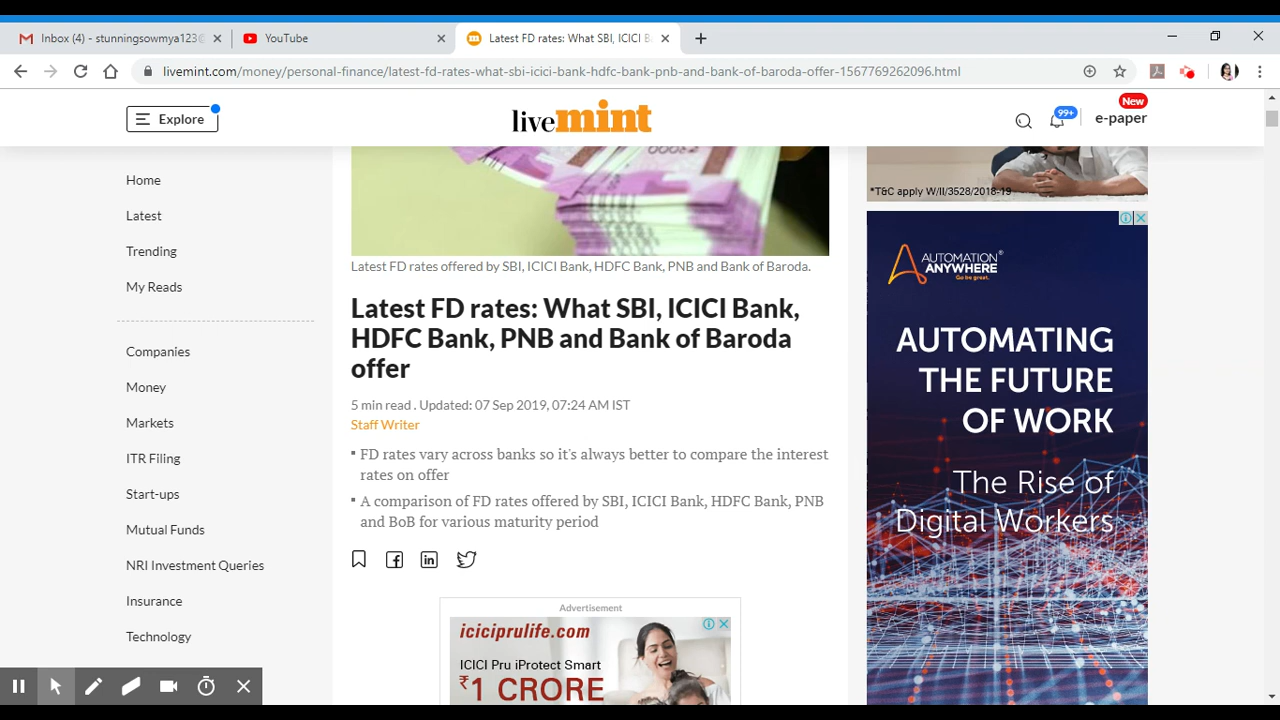 Inbox (4) - stunningsowmya123@
YouTube
Latest FD rates: What SBI, ICICI B
livemint.com/money/personal-finance/latest-fd-rates-what-sbi-icici-bank-hdfc-bank-pnb-and-bank-of-baroda-offer-1567769262096.html
Explore
livemint
99+
New
e-paper
Home
Latest
Trending
My Reads
Companies
Money
Markets
ITR Filing
Start-ups
Mutual Funds
NRI Investment Queries
Insurance
Technology
Latest FD rates offered by SBI, ICICI Bank, HDFC Bank, PNB and Bank of Baroda.
Latest FD rates: What SBI, ICICI Bank,
HDFC Bank, PNB and Bank of Baroda
offer
5 min read . Updated: 07 Sep 2019, 07:24 AM IST
Staff Writer
FD rates vary across banks so it's always better to compare the interest
rates on offer
A comparison of FD rates offered by SBI, ICICI Bank, HDFC Bank, PNB
and BoB for various maturity period
Advertisement
iciciprulife.com
ICICI Pru iProtect Smart
₹1 CRORE
*T&C apply W/II/3528/2018-19
AUTOMATION
ANYWHERE®
Go be great.
AUTOMATING
THE FUTURE
OF WORK
The Rise of
Digital Workers